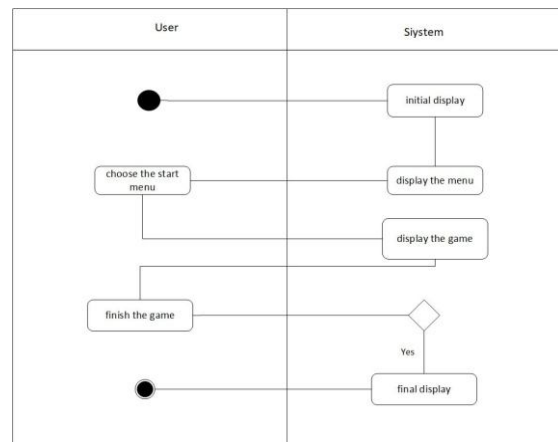 User
Siystem
initial display
choose the start
menu
display the menu
display the game
finish the game
Yes
final display